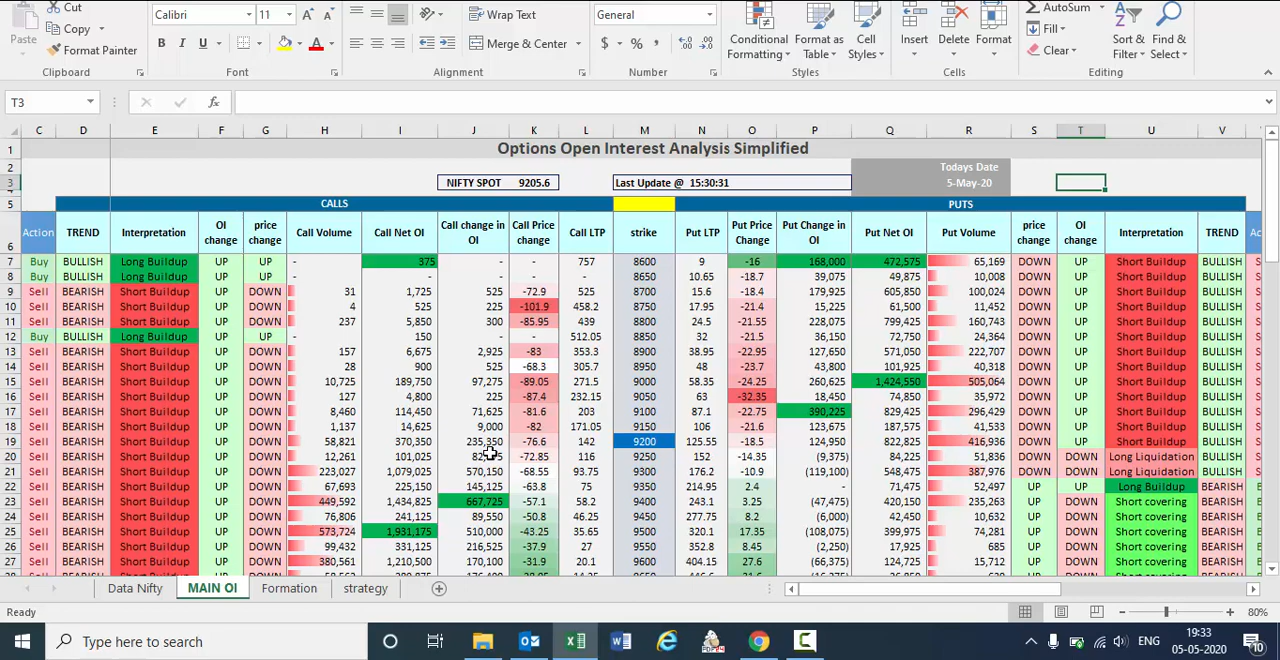 Cut Calibri 11 Wrap Text General AutoSum
Paste Copy Fill
Format Painter B I U Merge & Center $ % , Conditional Formatting Format as Table Cell Styles Insert Delete Format Clear Sort & Filter Find & Select
Clipboard Font Alignment Number Styles Cells Editing
T3 fx
C D E F G H I J K L M N O P Q R S T U V
1 Options Open Interest Analysis Simplified
2 Todays Date
3 NIFTY SPOT 9205.6 Last Update @ 15:30:31 5-May-20
5 CALLS PUTS
6 Action TREND Interpretation OI change price change Call Volume Call Net OI Call change in OI Call Price change Call LTP strike Put LTP Put Price Change Put Change in OI Put Net OI Put Volume price change OI change Interpretation TREND
7 Buy BULLISH Long Buildup UP UP - 375 - - 757 8600 9 -16 168,000 472,575 65,169 DOWN UP Short Buildup BULLISH
8 Buy BULLISH Long Buildup UP UP - - - - - 8650 10.65 -18.7 39,075 49,875 10,008 DOWN UP Short Buildup BULLISH
9 Sell BEARISH Short Buildup UP DOWN 31 1,725 525 -72.9 525 8700 15.6 -18.4 179,925 605,850 100,024 DOWN UP Short Buildup BULLISH
10 Sell BEARISH Short Buildup UP DOWN 4 525 225 -101.9 458.2 8750 17.95 -21.4 15,225 61,500 11,452 DOWN UP Short Buildup BULLISH
11 Sell BEARISH Short Buildup UP DOWN 237 5,850 300 -85.95 439 8800 24.5 -21.55 228,075 799,425 160,743 DOWN UP Short Buildup BULLISH
12 Buy BULLISH Long Buildup UP UP - 150 - - 512.05 8850 32 -21.5 36,150 72,750 24,364 DOWN UP Short Buildup BULLISH
13 Sell BEARISH Short Buildup UP DOWN 157 6,675 2,925 -83 353.3 8900 38.95 -22.95 127,650 571,050 222,707 DOWN UP Short Buildup BULLISH
14 Sell BEARISH Short Buildup UP DOWN 28 900 525 -68.3 305.7 8950 48 -23.7 43,800 101,925 40,318 DOWN UP Short Buildup BULLISH
15 Sell BEARISH Short Buildup UP DOWN 10,725 189,750 97,275 -89.05 271.5 9000 58.35 -24.25 260,625 1,424,550 505,064 DOWN UP Short Buildup BULLISH
16 Sell BEARISH Short Buildup UP DOWN 127 4,800 225 -87.4 232.15 9050 63 -32.35 18,450 74,850 35,972 DOWN UP Short Buildup BULLISH
17 Sell BEARISH Short Buildup UP DOWN 8,460 114,450 71,625 -81.6 203 9100 87.1 -22.75 390,225 829,425 296,429 DOWN UP Short Buildup BULLISH
18 Sell BEARISH Short Buildup UP DOWN 1,137 14,625 9,000 -82 171.05 9150 106 -21.6 123,675 187,575 41,533 DOWN UP Short Buildup BULLISH
19 Sell BEARISH Short Buildup UP DOWN 58,821 370,350 235,350 -76.6 142 9200 125.55 -18.5 124,950 822,825 416,936 DOWN UP Short Buildup BULLISH
20 Sell BEARISH Short Buildup UP DOWN 12,261 101,025 -72.85 116 9250 152 -14.35 (9,375) 84,225 51,836 DOWN DOWN Long Liquidation BULLISH
21 Sell BEARISH Short Buildup UP DOWN 223,027 1,079,025 570,150 -68.55 93.75 9300 176.2 -10.9 (119,100) 548,475 387,976 DOWN DOWN Long Liquidation BULLISH
22 Sell BEARISH Short Buildup UP DOWN 67,693 225,150 145,125 -63.8 75 9350 214.95 2.4 - 71,625 52,497 UP UP Long Buildup BEARISH
23 Sell BEARISH Short Buildup UP DOWN 449,592 1,434,825 667,725 -57.1 58.2 9400 243.1 3.25 (47,475) 420,150 235,263 UP DOWN Short covering BEARISH
24 Sell BEARISH Short Buildup UP DOWN 76,806 241,125 89,550 -50.8 46.25 9450 277.75 8.2 (6,000) 42,450 10,632 UP DOWN Short covering BEARISH
25 Sell BEARISH Short Buildup UP DOWN 573,724 1,931,175 510,000 -43.25 35.65 9500 320.1 17.35 (108,075) 399,975 74,281 UP DOWN Short covering BEARISH
26 Sell BEARISH Short Buildup UP DOWN 99,432 331,125 216,525 -37.9 27 9550 352.8 8.45 (2,250) 17,925 685 UP DOWN Short covering BEARISH
27 Sell BEARISH Short Buildup UP DOWN 380,561 1,210,500 170,100 -31.9 20.1 9600 404.15 27.6 (66,375) 124,725 15,712 UP DOWN Short covering BEARISH
Data Nifty MAIN OI Formation strategy
Ready 80%
Type here to search ENG 19:33
05-05-2020 10